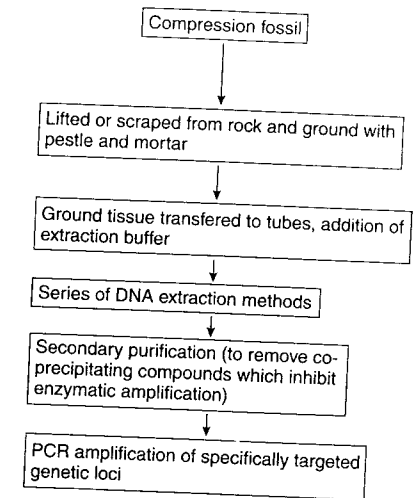 Compression fossil
Lifted or scraped from rock and ground with
pestle and mortar
Ground tissue transfered to tubes, addition of
extraction buffer
Series of DNA extraction methods
Secondary purification (to remove co-
precipitating compounds which inhibit
enzymatic amplification)
PCR amplification of specifically targeted
genetic loci